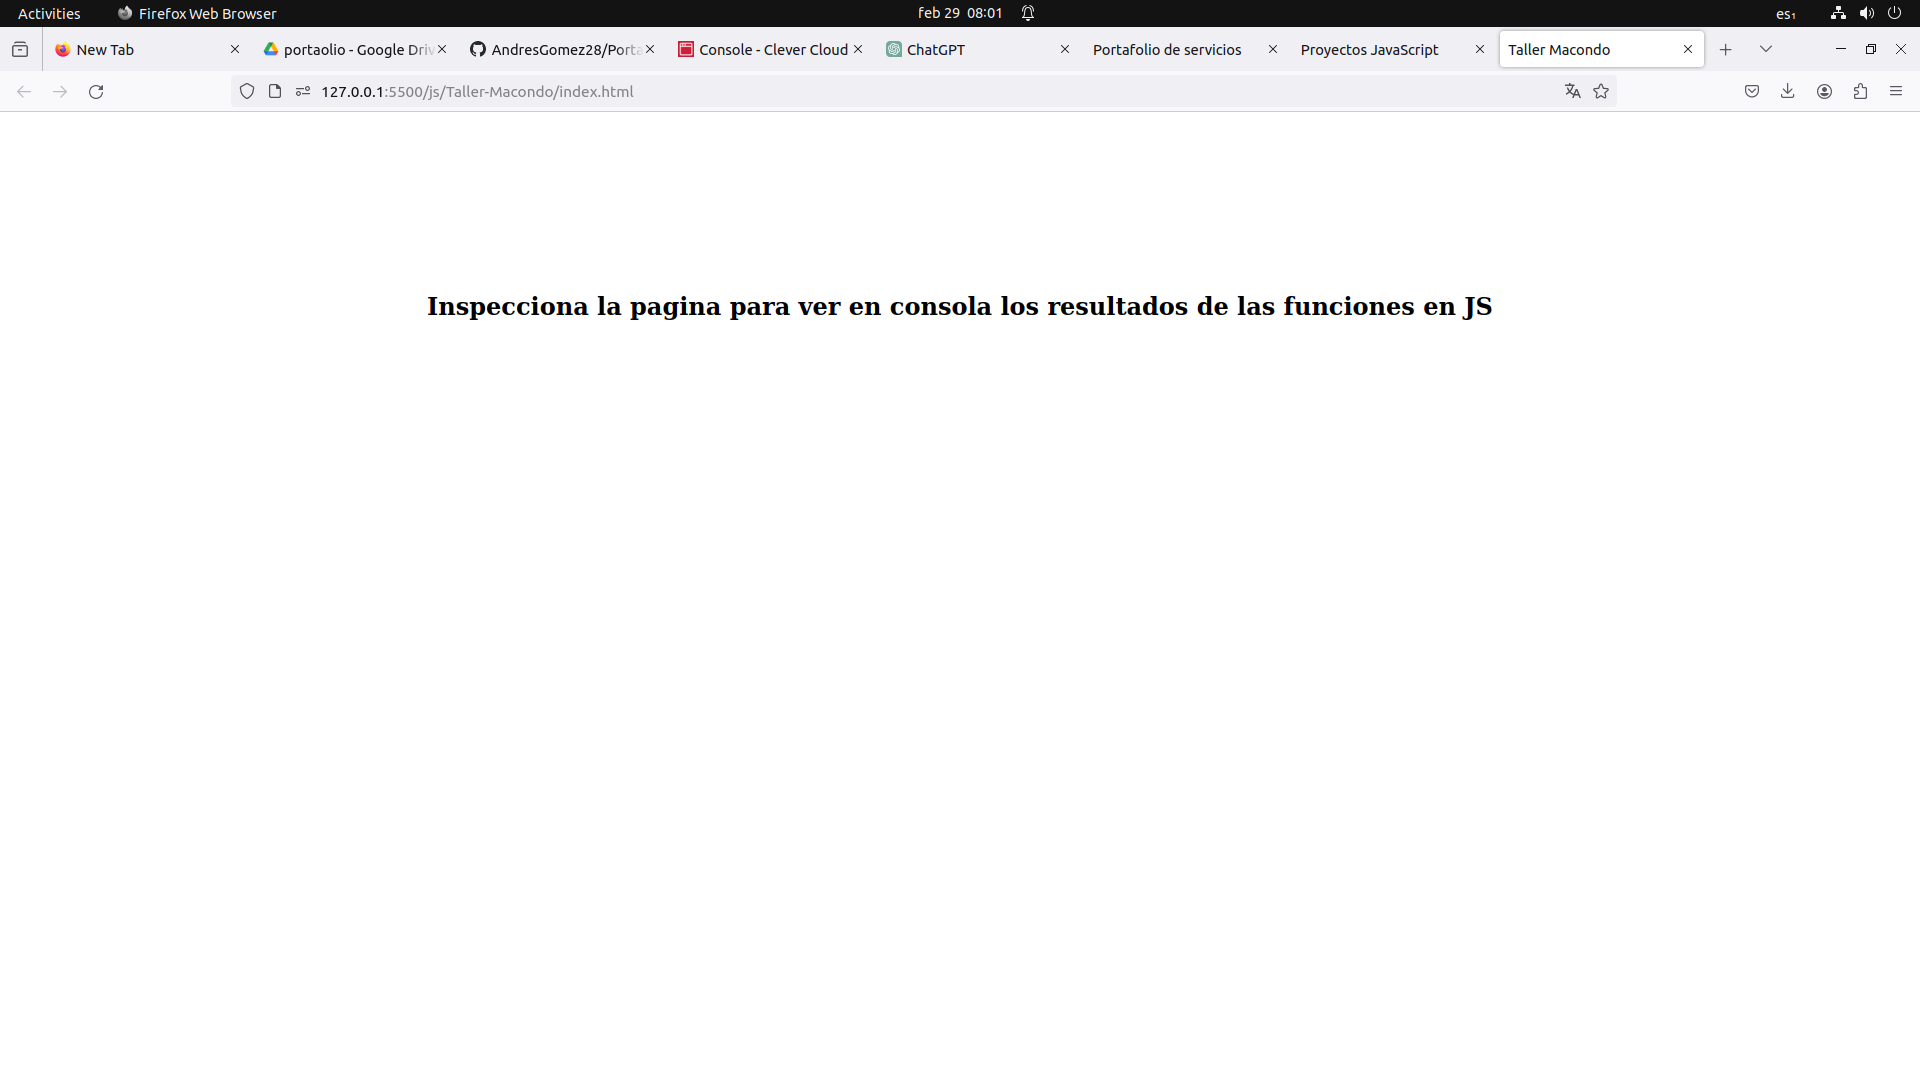 Activities Firefox Web Browser feb 29 08:01 es₁
New Tab portaolio - Google Driv AndresGomez28/Porta Console - Clever Cloud ChatGPT Portafolio de servicios Proyectos JavaScript Taller Macondo
127.0.0.1:5500/js/Taller-Macondo/index.html
Inspecciona la pagina para ver en consola los resultados de las funciones en JS